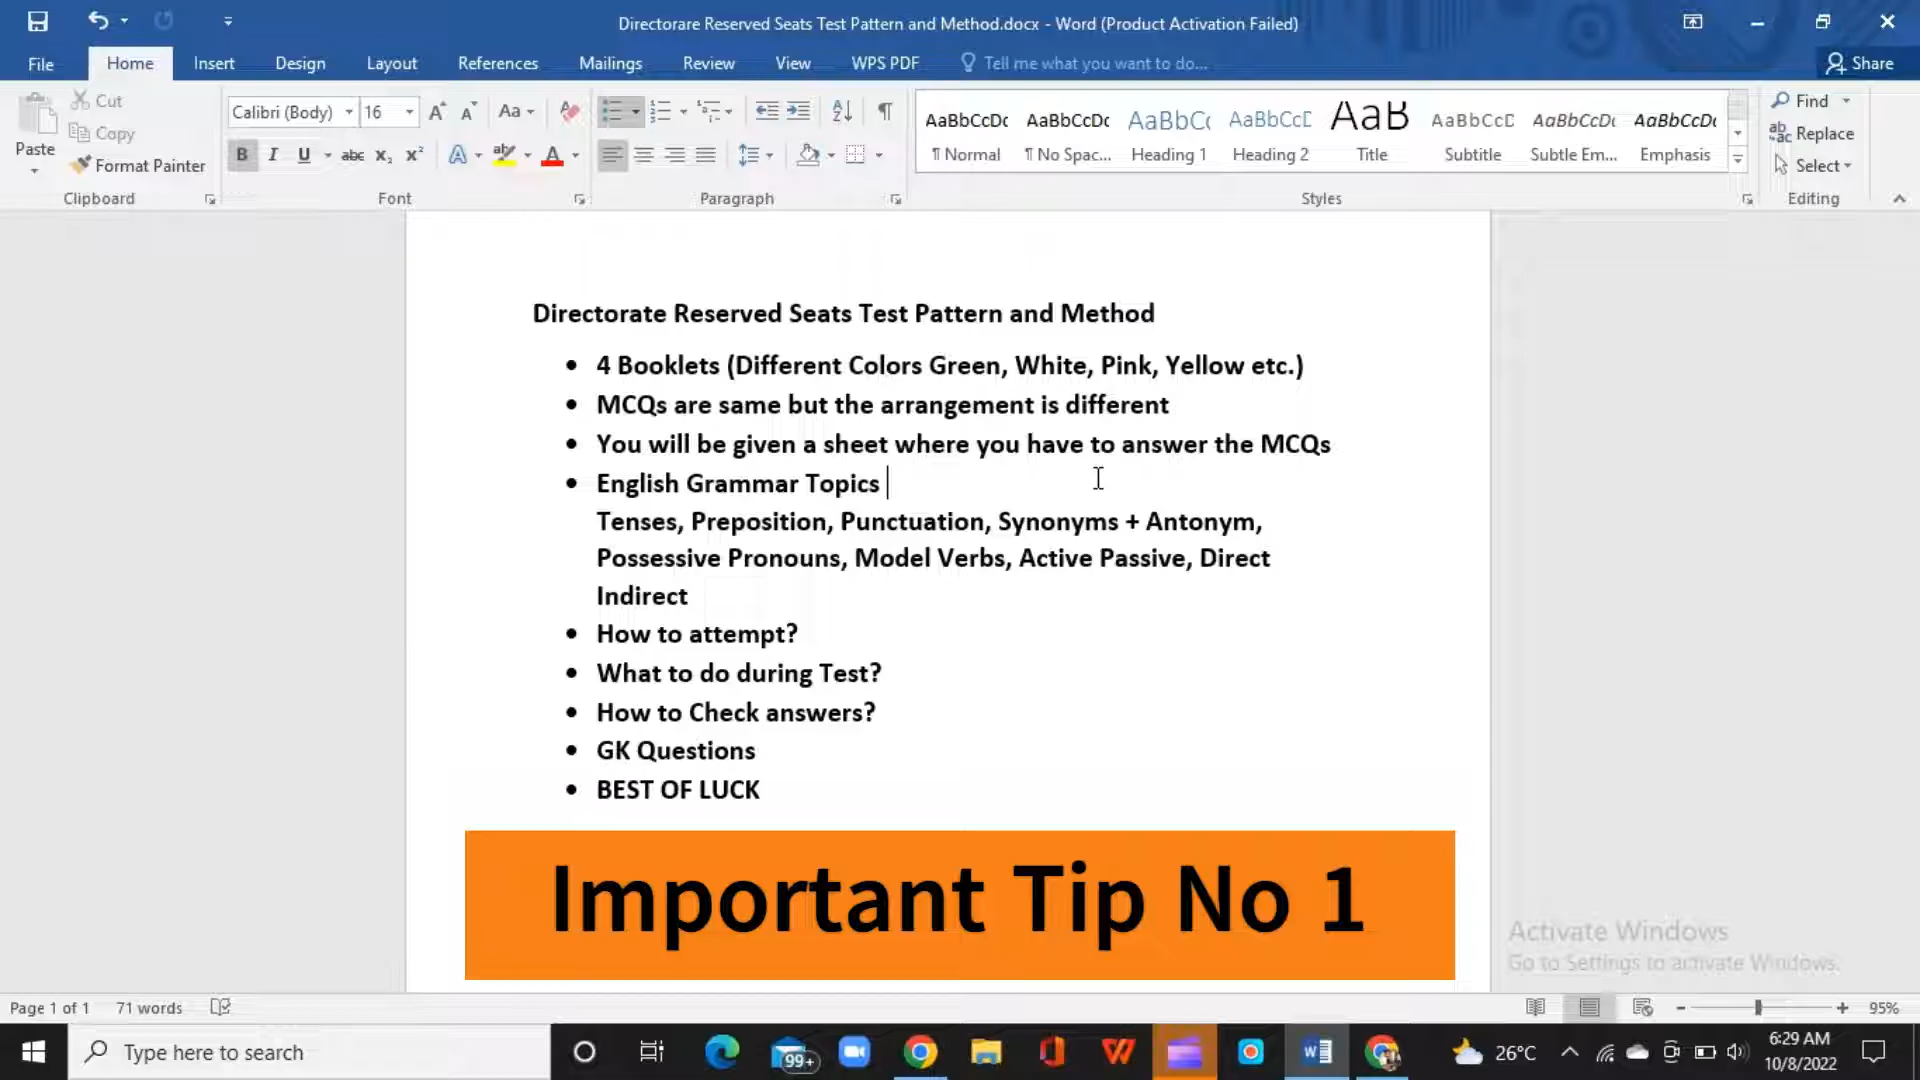 Directorare Reserved Seats Test Pattern and Method.docx - Word (Product Activation Failed)
File Home Insert Design Layout References Mailings Review View WPS PDF Tell me what you want to do... Share
Cut
Copy
Paste
Format Painter
Clipboard
Calibri (Body) 16 Aa
B I U abc X₂ X² A ab A
Font
Paragraph
AaBbCcDc AaBbCcDc AaBbC( AaBbCcC AaB AaBbCcD AaBbCcDc AaBbCcDc
¶ Normal ¶ No Spac... Heading 1 Heading 2 Title Subtitle Subtle Em... Emphasis
Styles
Find
Replace
Select
Editing
Directorate Reserved Seats Test Pattern and Method
• 4 Booklets (Different Colors Green, White, Pink, Yellow etc.)
• MCQs are same but the arrangement is different
• You will be given a sheet where you have to answer the MCQs
• English Grammar Topics
Tenses, Preposition, Punctuation, Synonyms + Antonym,
Possessive Pronouns, Model Verbs, Active Passive, Direct
Indirect
• How to attempt?
• What to do during Test?
• How to Check answers?
• GK Questions
• BEST OF LUCK
Important Tip No 1
Activate Windows
Go to Settings to activate Windows.
Page 1 of 1 71 words 95%
Type here to search 99+ 26°C 6:29 AM
10/8/2022